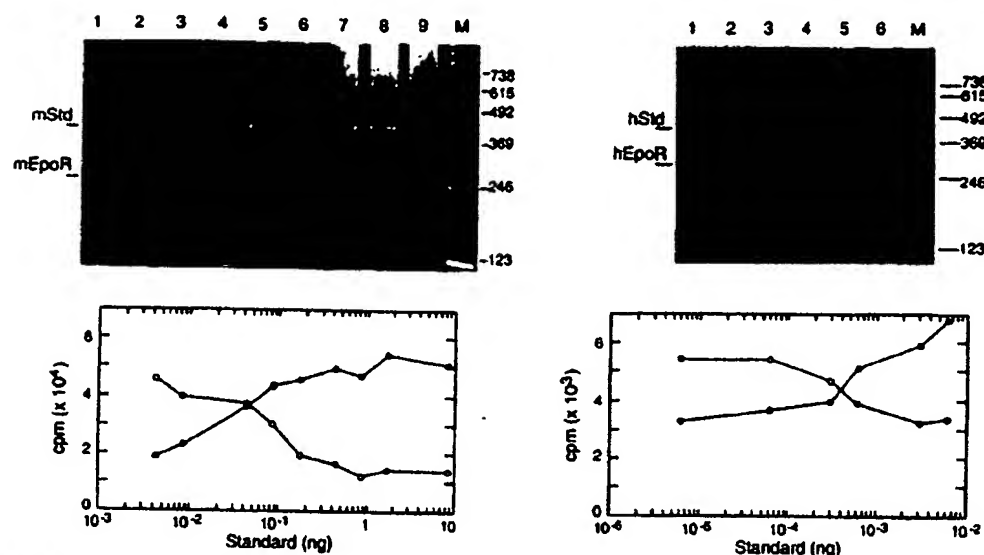 1 2 3 4 5 6 7 8 9 M
mStd
mEpoR
738
615
492
369
246
123
1 2 3 4 5 6 M
hStd
hEpoR
738
615
492
369
246
123
cpm (x 10⁴)
6
4
2
0
10⁻³ 10⁻² 10⁻¹ 1 10
Standard (ng)
cpm (x 10³)
6
4
2
0
10⁻⁶ 10⁻⁵ 10⁻⁴ 10⁻³ 10⁻²
Standard (ng)